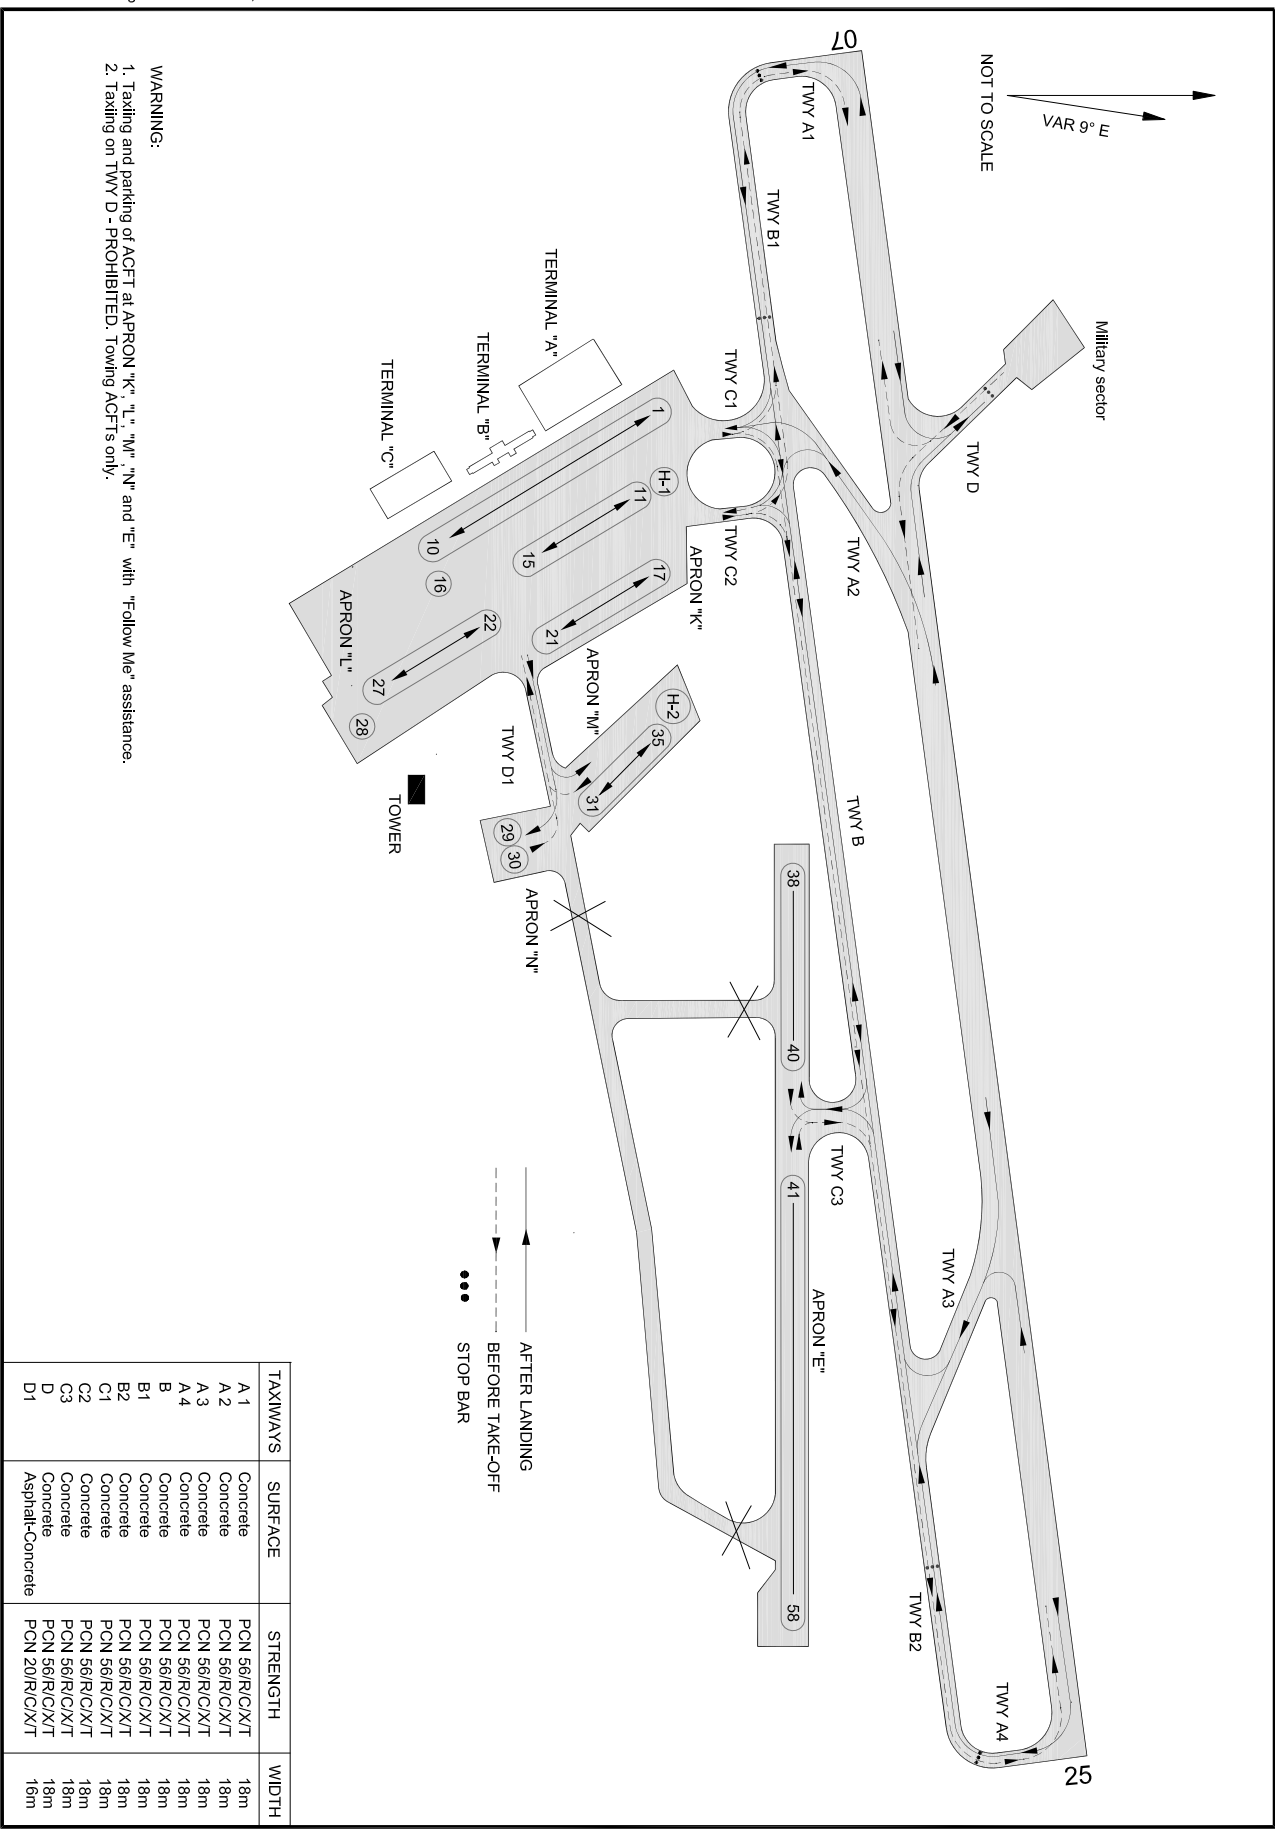 07
25
NOT TO SCALE
VAR 9° E
Military sector
TWY A1
TWY B1
TWY D
TWY A2
TWY C1
TWY C2
TWY B
TWY C3
TWY A3
TWY B2
TWY A4
TERMINAL "A"
TERMINAL "B"
TERMINAL "C"
1
10
H-1
11
15
16
17
21
22
27
28
APRON "K"
APRON "L"
APRON "M"
H-2
35
31
TWY D1
29
30
APRON "N"
TOWER
38
40
41
58
APRON "E"
AFTER LANDING
BEFORE TAKE-OFF
STOP BAR
WARNING:
1. Taxiing and parking of ACFT at APRON "K", "L", "M" ,"N" and "E" with "Follow Me" assistance.
2. Taxiing on TWY D - PROHIBITED. Towing ACFTs only.
TAXIWAYS SURFACE STRENGTH WIDTH
A 1 Concrete PCN 56/R/C/X/T 18m
A 2 Concrete PCN 56/R/C/X/T 18m
A 3 Concrete PCN 56/R/C/X/T 18m
A 4 Concrete PCN 56/R/C/X/T 18m
B Concrete PCN 56/R/C/X/T 18m
B1 Concrete PCN 56/R/C/X/T 18m
B2 Concrete PCN 56/R/C/X/T 18m
C1 Concrete PCN 56/R/C/X/T 18m
C2 Concrete PCN 56/R/C/X/T 18m
C3 Concrete PCN 56/R/C/X/T 18m
D Concrete PCN 56/R/C/X/T 18m
D1 Asphalt-Concrete PCN 20/R/C/X/T 16m